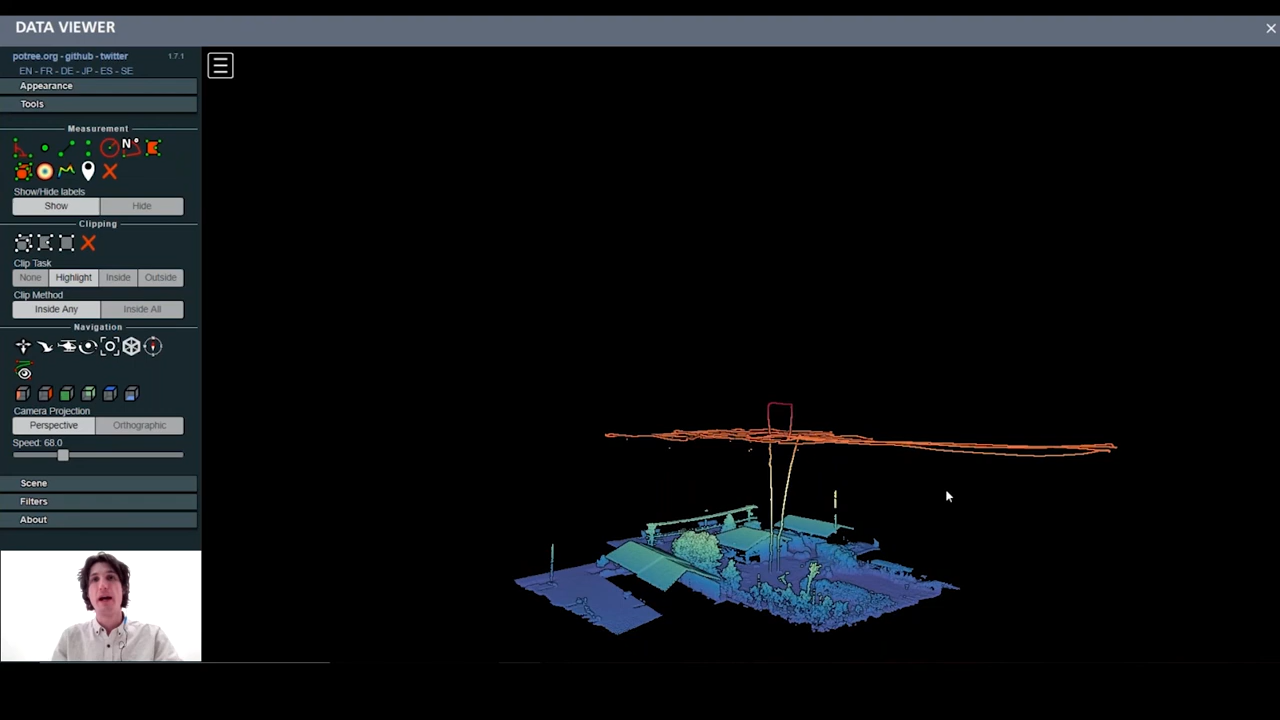 DATA VIEWER
potree.org - github - twitter 1.7.1
EN - FR - DE - JP - ES - SE
Appearance
Tools
Measurement
N°
Show/Hide labels
Show Hide
Clipping
Clip Task
None Highlight Inside Outside
Clip Method
Inside Any Inside All
Navigation
Camera Projection
Perspective Orthographic
Speed: 68.0
Scene
Filters
About